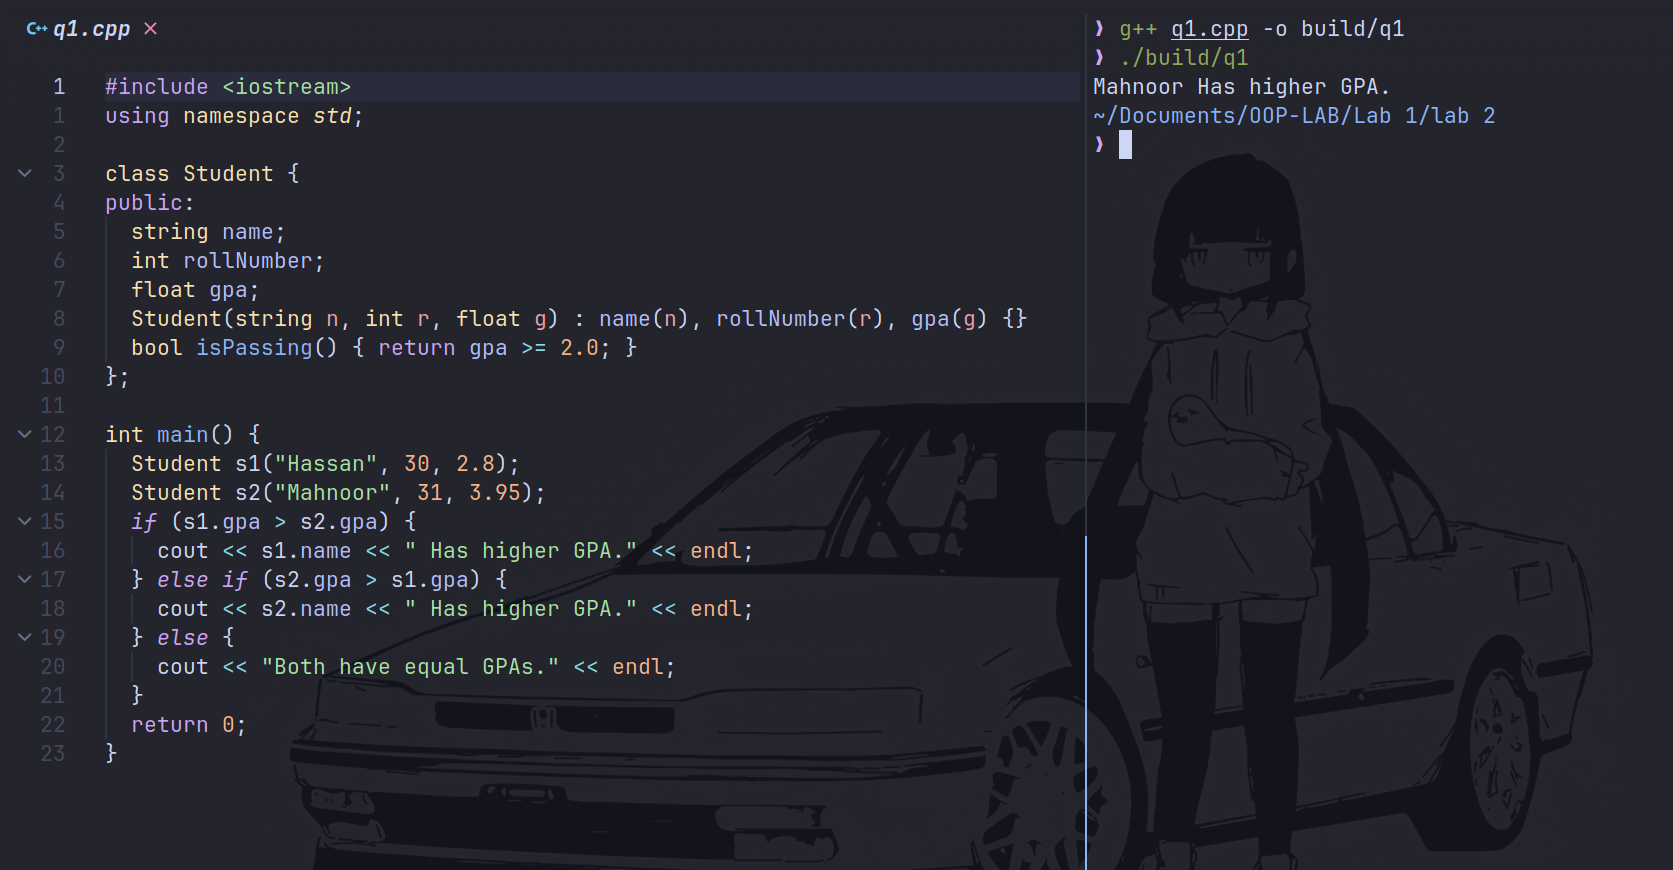 C++ q1.cpp ×
1 #include <iostream>
1 using namespace std;
2
3 class Student {
4 public:
5 string name;
6 int rollNumber;
7 float gpa;
8 Student(string n, int r, float g) : name(n), rollNumber(r), gpa(g) {}
9 bool isPassing() { return gpa >= 2.0; }
10 };
11
12 int main() {
13 Student s1("Hassan", 30, 2.8);
14 Student s2("Mahnoor", 31, 3.95);
15 if (s1.gpa > s2.gpa) {
16 cout << s1.name << " Has higher GPA." << endl;
17 } else if (s2.gpa > s1.gpa) {
18 cout << s2.name << " Has higher GPA." << endl;
19 } else {
20 cout << "Both have equal GPAs." << endl;
21 }
22 return 0;
23 }
❱ g++ q1.cpp -o build/q1
❱ ./build/q1
Mahnoor Has higher GPA.
~/Documents/OOP-LAB/Lab 1/lab 2
❱